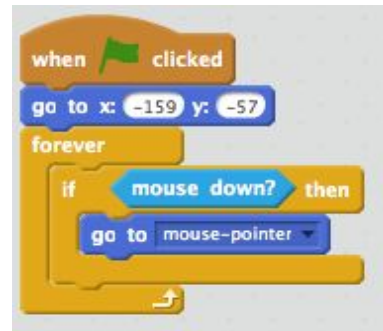 when clicked
go to x: -159 y: -57
forever
if mouse down? then
go to mouse-pointer